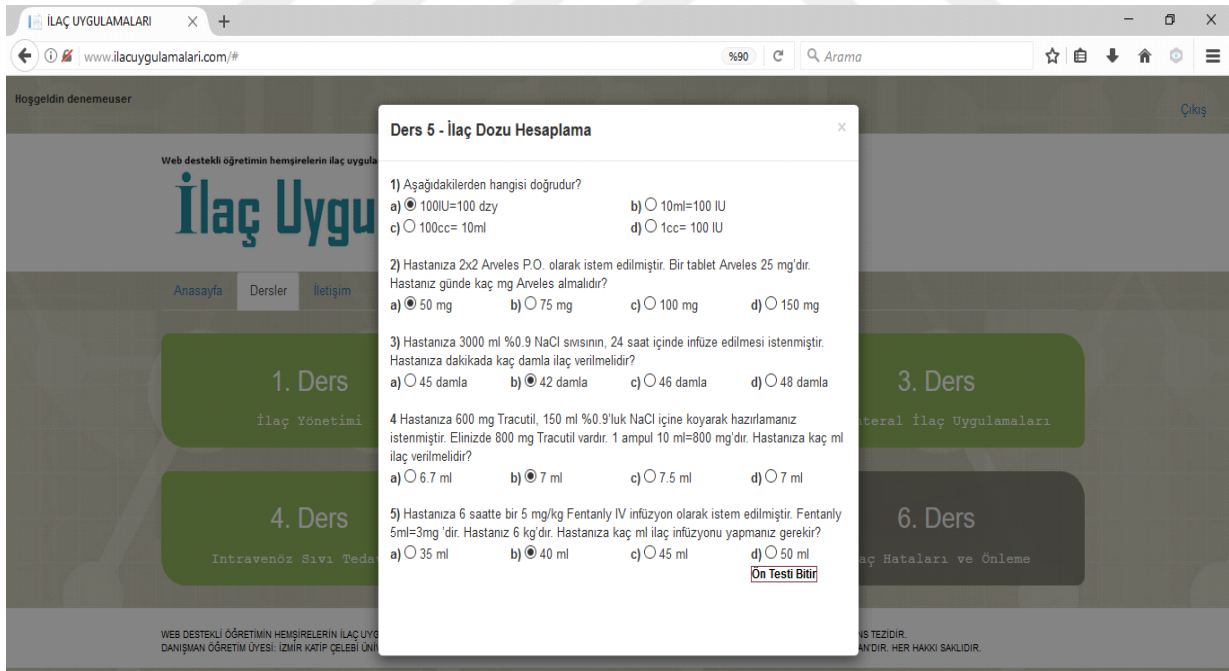 İLAÇ UYGULAMALARI
www.ilacuygulamalari.com/#
%90
Arama
Hoşgeldin denemeuser
Çıkış
Web destekli öğretimin hemşirelerin ilaç uygula
İlaç Uygu
Anasayfa Dersler İletişim
Ders 5 - İlaç Dozu Hesaplama
1) Aşağıdakilerden hangisi doğrudur?
a) 100IU=100 dzy b) 10ml=100 IU
c) 100cc= 10ml d) 1cc= 100 IU
2) Hastanıza 2x2 Arveles P.O. olarak istem edilmiştir. Bir tablet Arveles 25 mg'dır.
Hastanız günde kaç mg Arveles almalıdır?
a) 50 mg b) 75 mg c) 100 mg d) 150 mg
3) Hastanıza 3000 ml %0.9 NaCl sıvısının, 24 saat içinde infüze edilmesi istenmiştir.
Hastanıza dakikada kaç damla ilaç verilmelidir?
a) 45 damla b) 42 damla c) 46 damla d) 48 damla
4 Hastanıza 600 mg Tracutil, 150 ml %0.9'luk NaCl içine koyarak hazırlamanız
istenmiştir. Elinizde 800 mg Tracutil vardır. 1 ampul 10 ml=800 mg'dır. Hastanıza kaç ml
ilaç verilmelidir?
a) 6.7 ml b) 7 ml c) 7.5 ml d) 7 ml
5) Hastanıza 6 saatte bir 5 mg/kg Fentanly IV infüzyon olarak istem edilmiştir. Fentanly
5ml=3mg 'dir. Hastanız 6 kg'dır. Hastanıza kaç ml ilaç infüzyonu yapmanız gerekir?
a) 35 ml b) 40 ml c) 45 ml d) 50 ml
Ön Testi Bitir
1. Ders
İlaç Yönetimi
3. Ders
teral İlaç Uygulamaları
4. Ders
Intravenöz Sıvı Teda
6. Ders
aç Hataları ve Önleme
WEB DESTEKLİ ÖĞRETİMİN HEMŞİRELERİN İLAÇ UYG
NS TEZİDİR.
DANIŞMAN ÖĞRETİM ÜYESİ: İZMİR KATİP ÇELEBİ ÜNİ
AN'DIR. HER HAKKI SAKLIDIR.